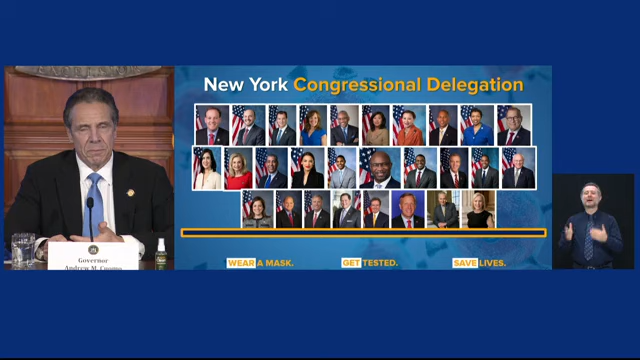 New York Congressional Delegation
Governor
Andrew M. Cuomo
WEAR A MASK.
GET TESTED.
SAVE LIVES.